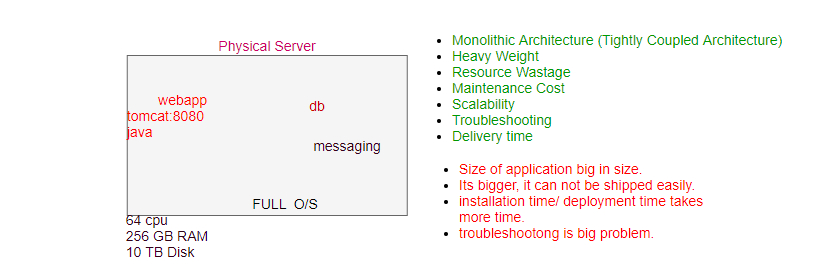 Physical Server
webapp
tomcat:8080
java
db
messaging
FULL O/S
64 cpu
256 GB RAM
10 TB Disk
Monolithic Architecture (Tightly Coupled Architecture)
Heavy Weight
Resource Wastage
Maintenance Cost
Scalability
Troubleshooting
Delivery time
Size of application big in size.
Its bigger, it can not be shipped easily.
installation time/ deployment time takes
more time.
troubleshootong is big problem.